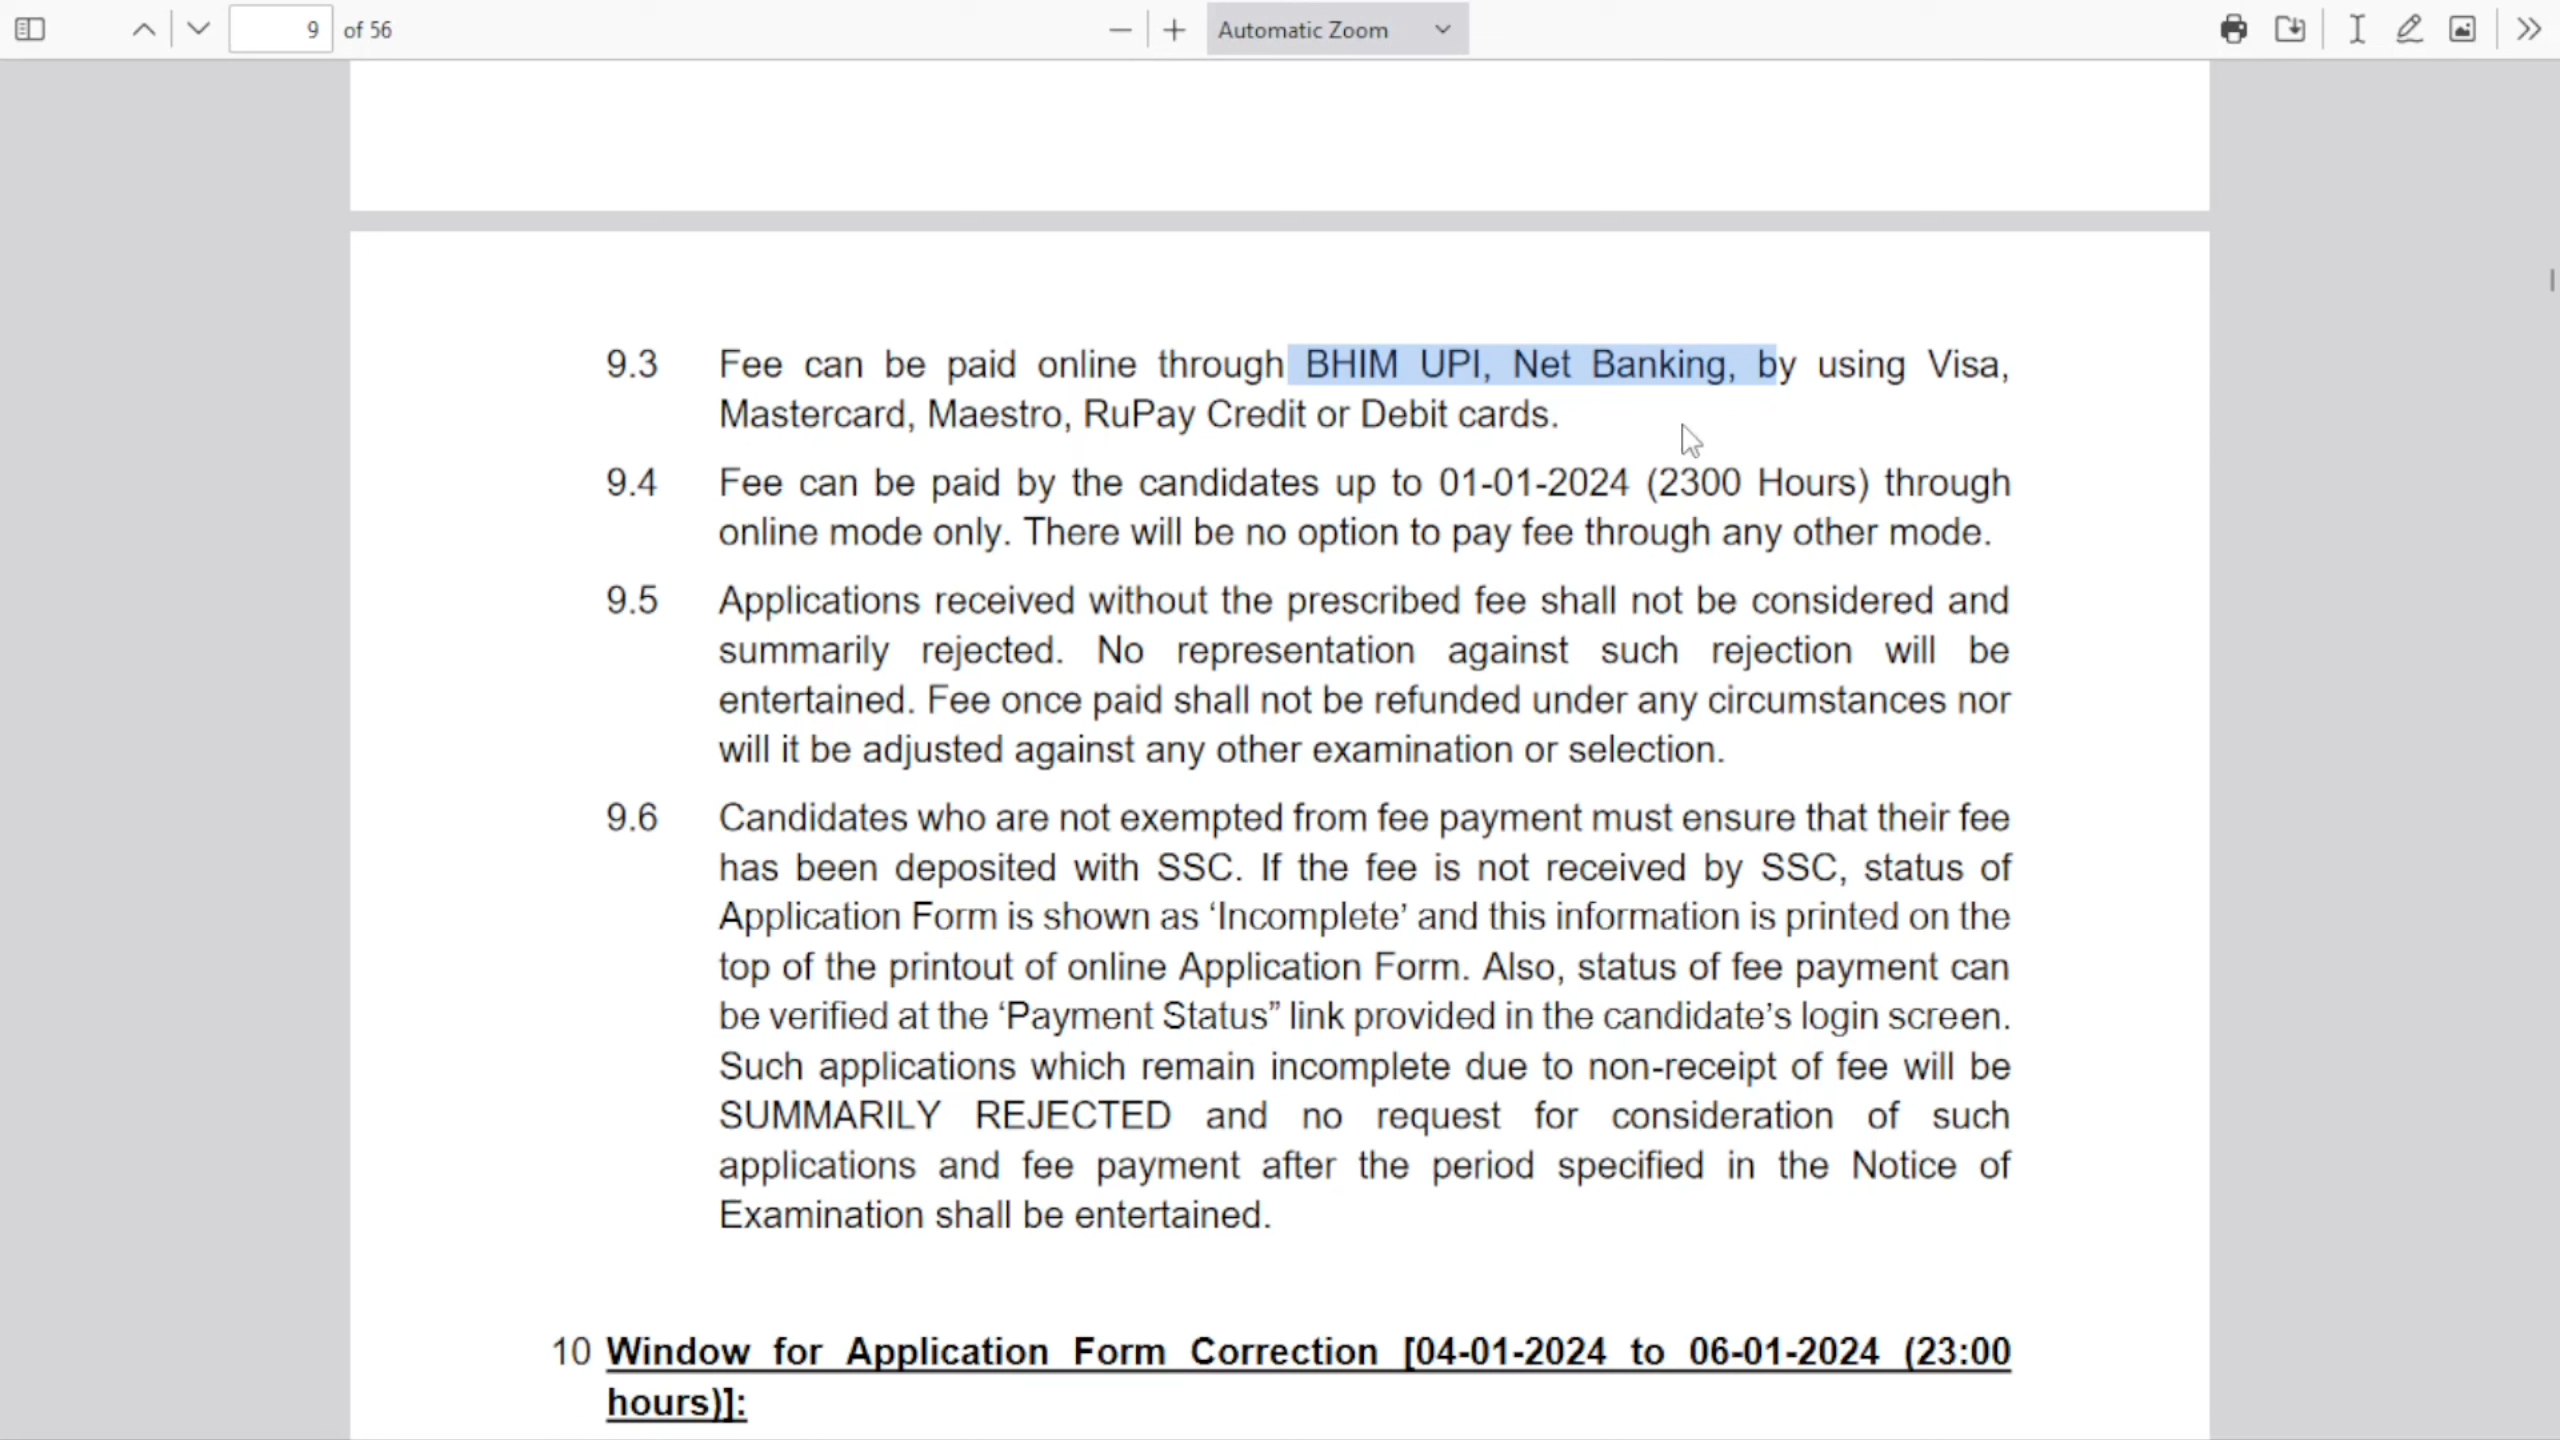 9 of 56 Automatic Zoom
9.3 Fee can be paid online through BHIM UPI, Net Banking, by using Visa,
Mastercard, Maestro, RuPay Credit or Debit cards.
9.4 Fee can be paid by the candidates up to 01-01-2024 (2300 Hours) through
online mode only. There will be no option to pay fee through any other mode.
9.5 Applications received without the prescribed fee shall not be considered and
summarily rejected. No representation against such rejection will be
entertained. Fee once paid shall not be refunded under any circumstances nor
will it be adjusted against any other examination or selection.
9.6 Candidates who are not exempted from fee payment must ensure that their fee
has been deposited with SSC. If the fee is not received by SSC, status of
Application Form is shown as ‘Incomplete’ and this information is printed on the
top of the printout of online Application Form. Also, status of fee payment can
be verified at the ‘Payment Status” link provided in the candidate’s login screen.
Such applications which remain incomplete due to non-receipt of fee will be
SUMMARILY REJECTED and no request for consideration of such
applications and fee payment after the period specified in the Notice of
Examination shall be entertained.
10 Window for Application Form Correction [04-01-2024 to 06-01-2024 (23:00
hours)]: